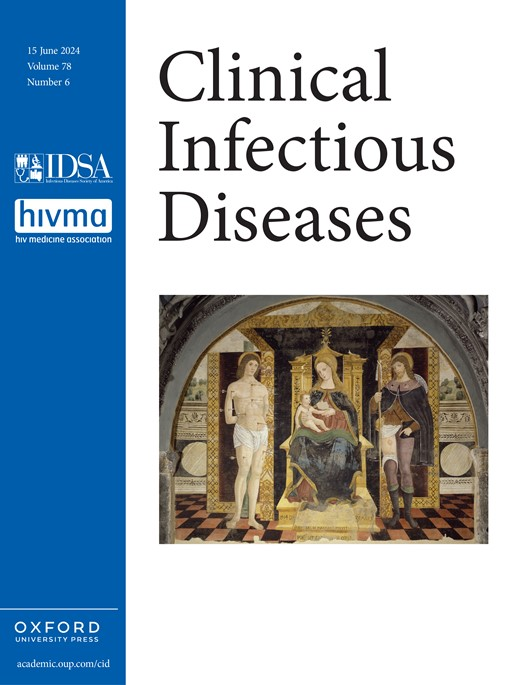 15 June 2024
Volume 78
Number 6
Clinical
Infectious
Diseases
IDSA
Infectious Diseases Society of America
hivma
hiv medicine association
OXFORD
UNIVERSITY PRESS
academic.oup.com/cid